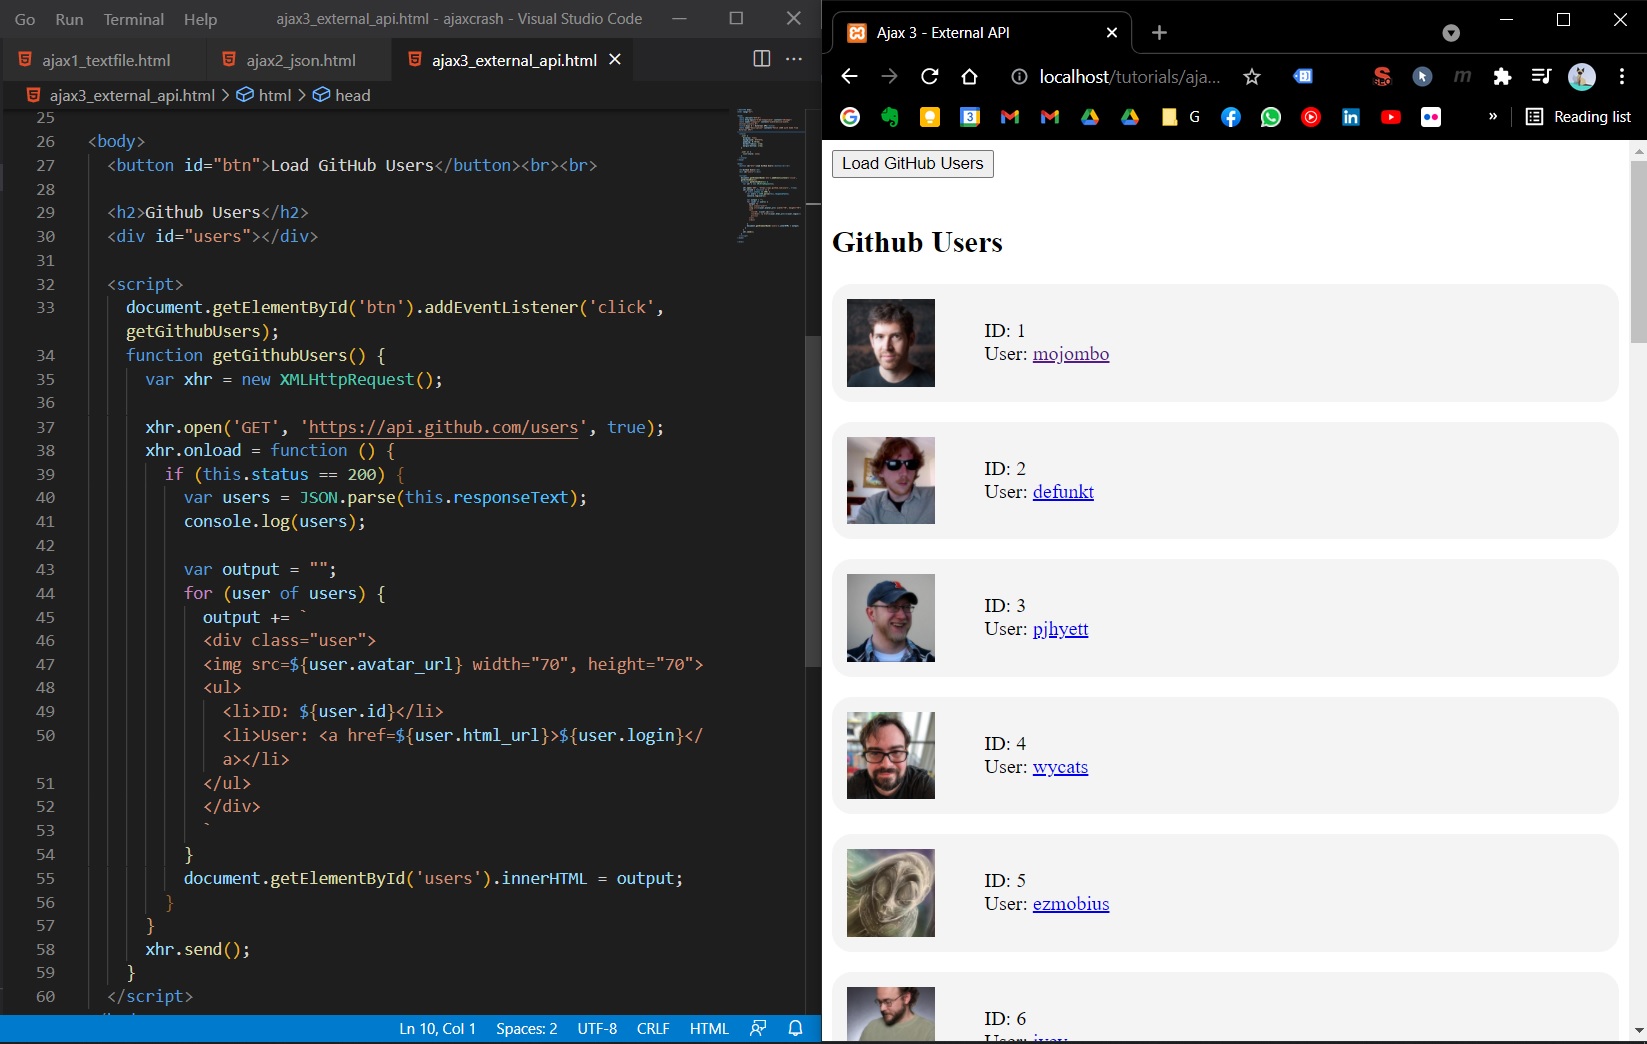 Go Run Terminal Help ajax3_external_api.html - ajaxcrash - Visual Studio Code
ajax1_textfile.html ajax2_json.html ajax3_external_api.html
ajax3_external_api.html > html > head
25
26 <body>
27 <button id="btn">Load GitHub Users</button><br><br>
28
29 <h2>Github Users</h2>
30 <div id="users"></div>
31
32 <script>
33 document.getElementById('btn').addEventListener('click',
getGithubUsers);
34 function getGithubUsers() {
35 var xhr = new XMLHttpRequest();
36
37 xhr.open('GET', 'https://api.github.com/users', true);
38 xhr.onload = function () {
39 if (this.status == 200) {
40 var users = JSON.parse(this.responseText);
41 console.log(users);
42
43 var output = "";
44 for (user of users) {
45 output += `
46 <div class="user">
47 <img src=${user.avatar_url} width="70", height="70">
48 <ul>
49 <li>ID: ${user.id}</li>
50 <li>User: <a href=${user.html_url}>${user.login}</
a></li>
51 </ul>
52 </div>
53 `
54 }
55 document.getElementById('users').innerHTML = output;
56 }
57 }
58 xhr.send();
59 }
60 </script>
Ln 10, Col 1 Spaces: 2 UTF-8 CRLF HTML
Ajax 3 - External API
localhost/tutorials/aja...
SEO
m
G 3 G in » Reading list
Load GitHub Users
Github Users
ID: 1
User: mojombo
ID: 2
User: defunkt
ID: 3
User: pjhyett
ID: 4
User: wycats
ID: 5
User: ezmobius
ID: 6